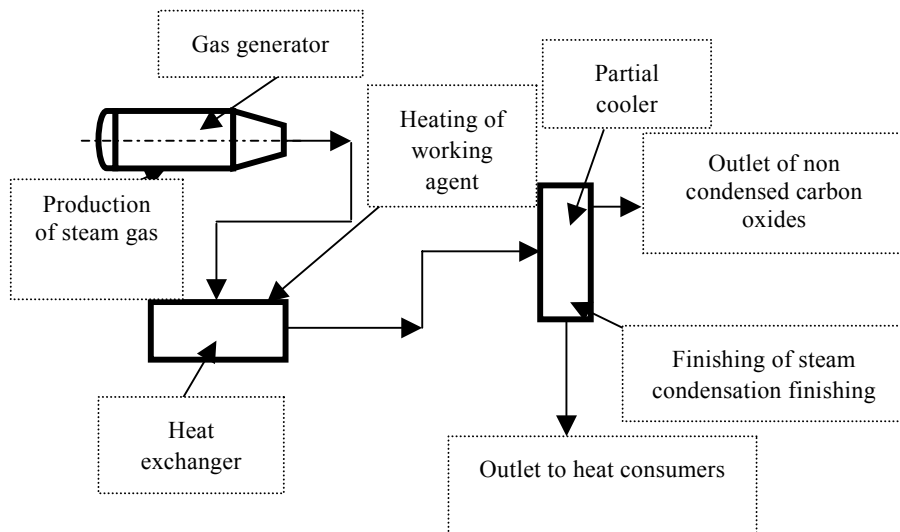 Gas generator
Partial
cooler
Heating of
working
agent
Outlet of non
condensed carbon
oxides
Production
of steam gas
Finishing of steam
condensation finishing
Heat
exchanger
Outlet to heat consumers